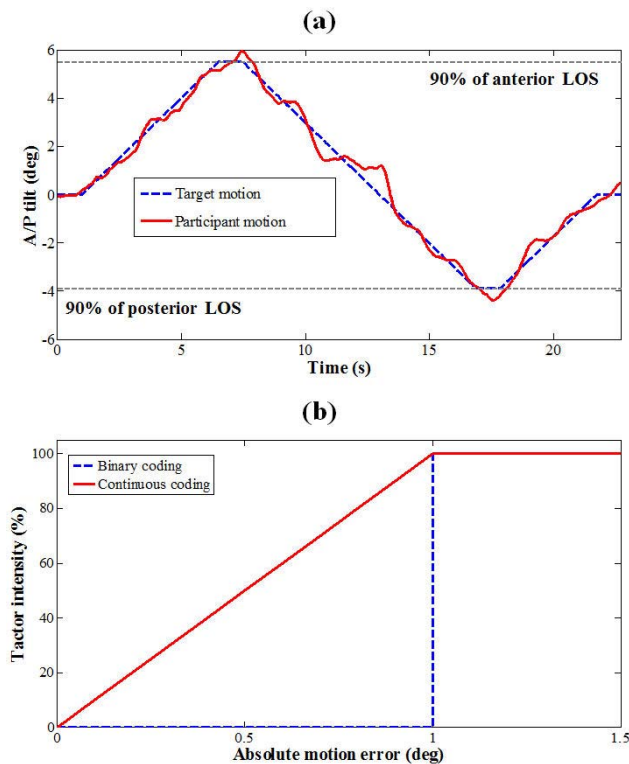 (a)
6
4
2
0
-2
-4
-6
A/P tilt (deg)
90% of anterior LOS
Target motion
Participant motion
90% of posterior LOS
0
5
10
15
20
Time (s)
(b)
100
80
60
40
20
0
Tactor intensity (%)
Binary coding
Continuous coding
0
0.5
1
1.5
Absolute motion error (deg)